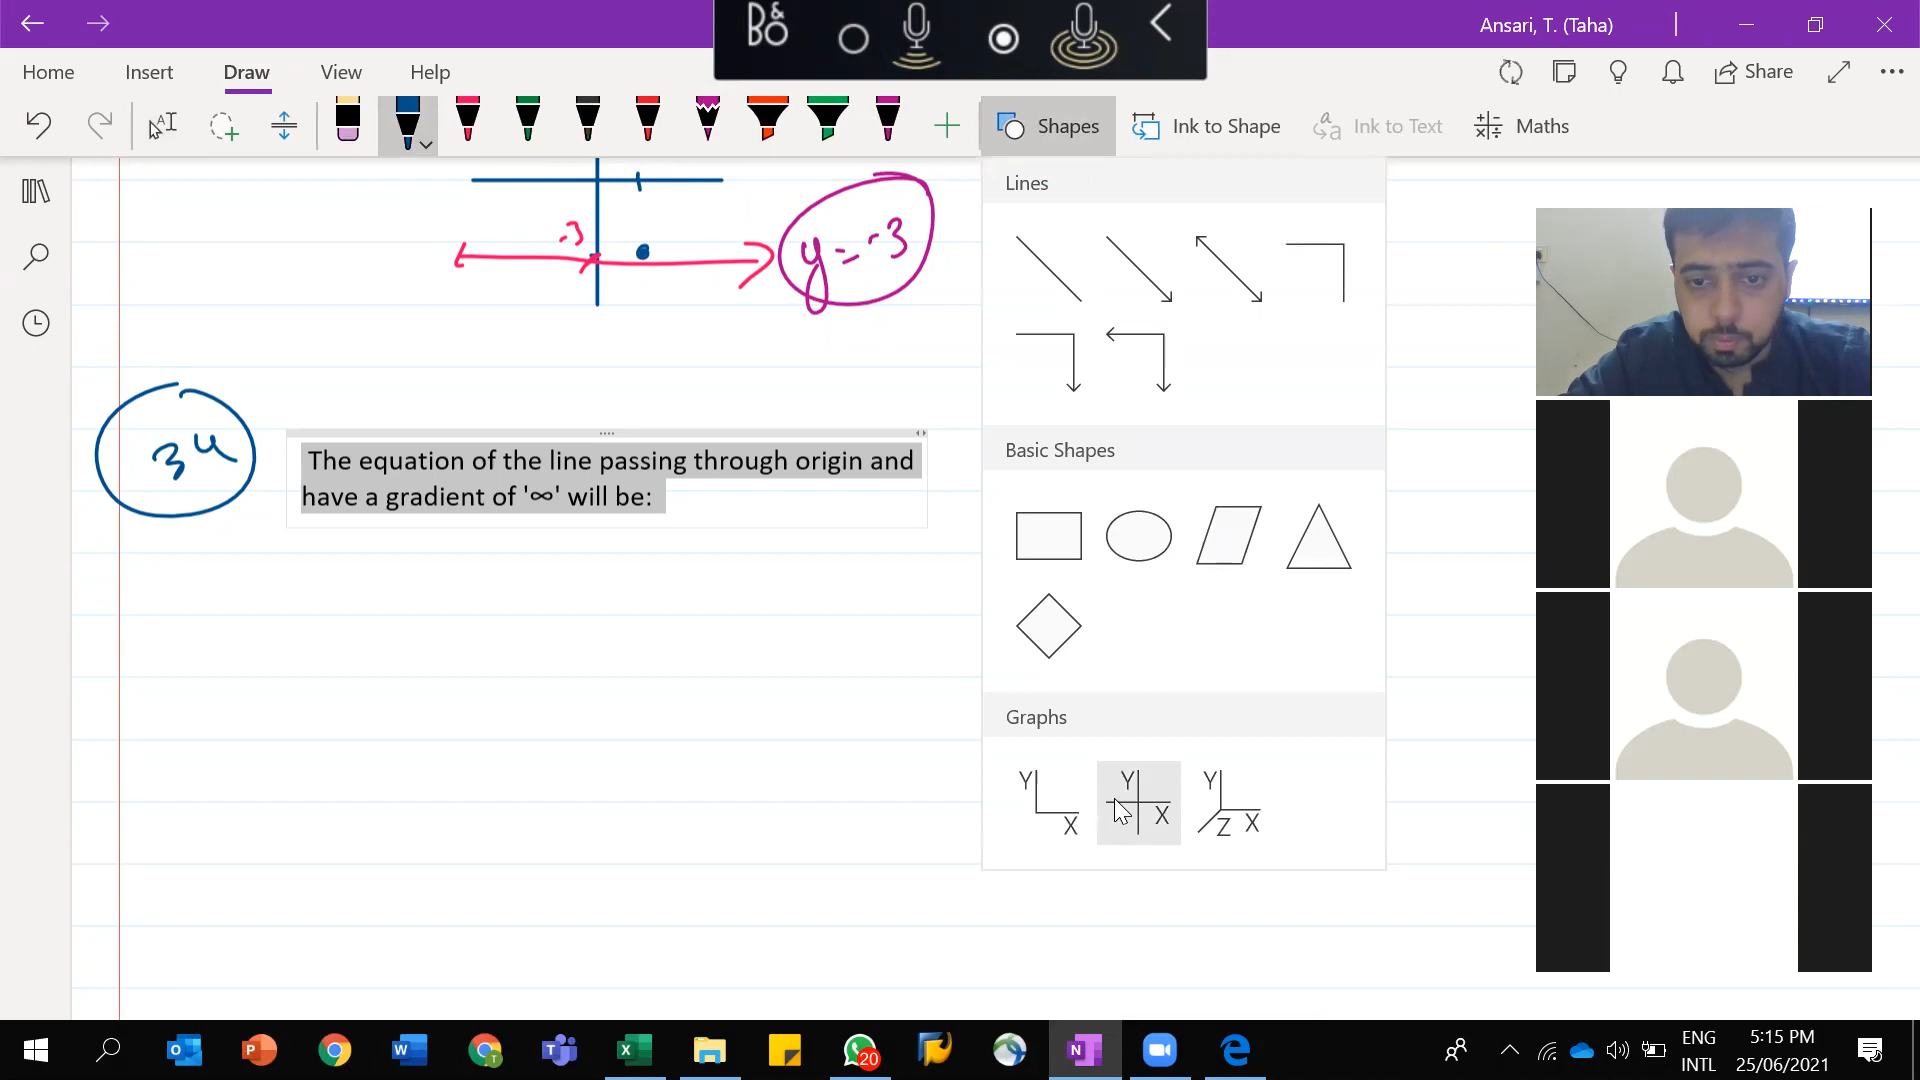 Ansari, T. (Taha)
B&O
Home Insert Draw View Help
Share
Shapes Ink to Shape Ink to Text Maths
-3
y = -3
34
The equation of the line passing through origin and
have a gradient of '∞' will be:
Lines
Basic Shapes
Graphs
Y X
Y X
Y Z X
20
ENG
INTL
5:15 PM
25/06/2021